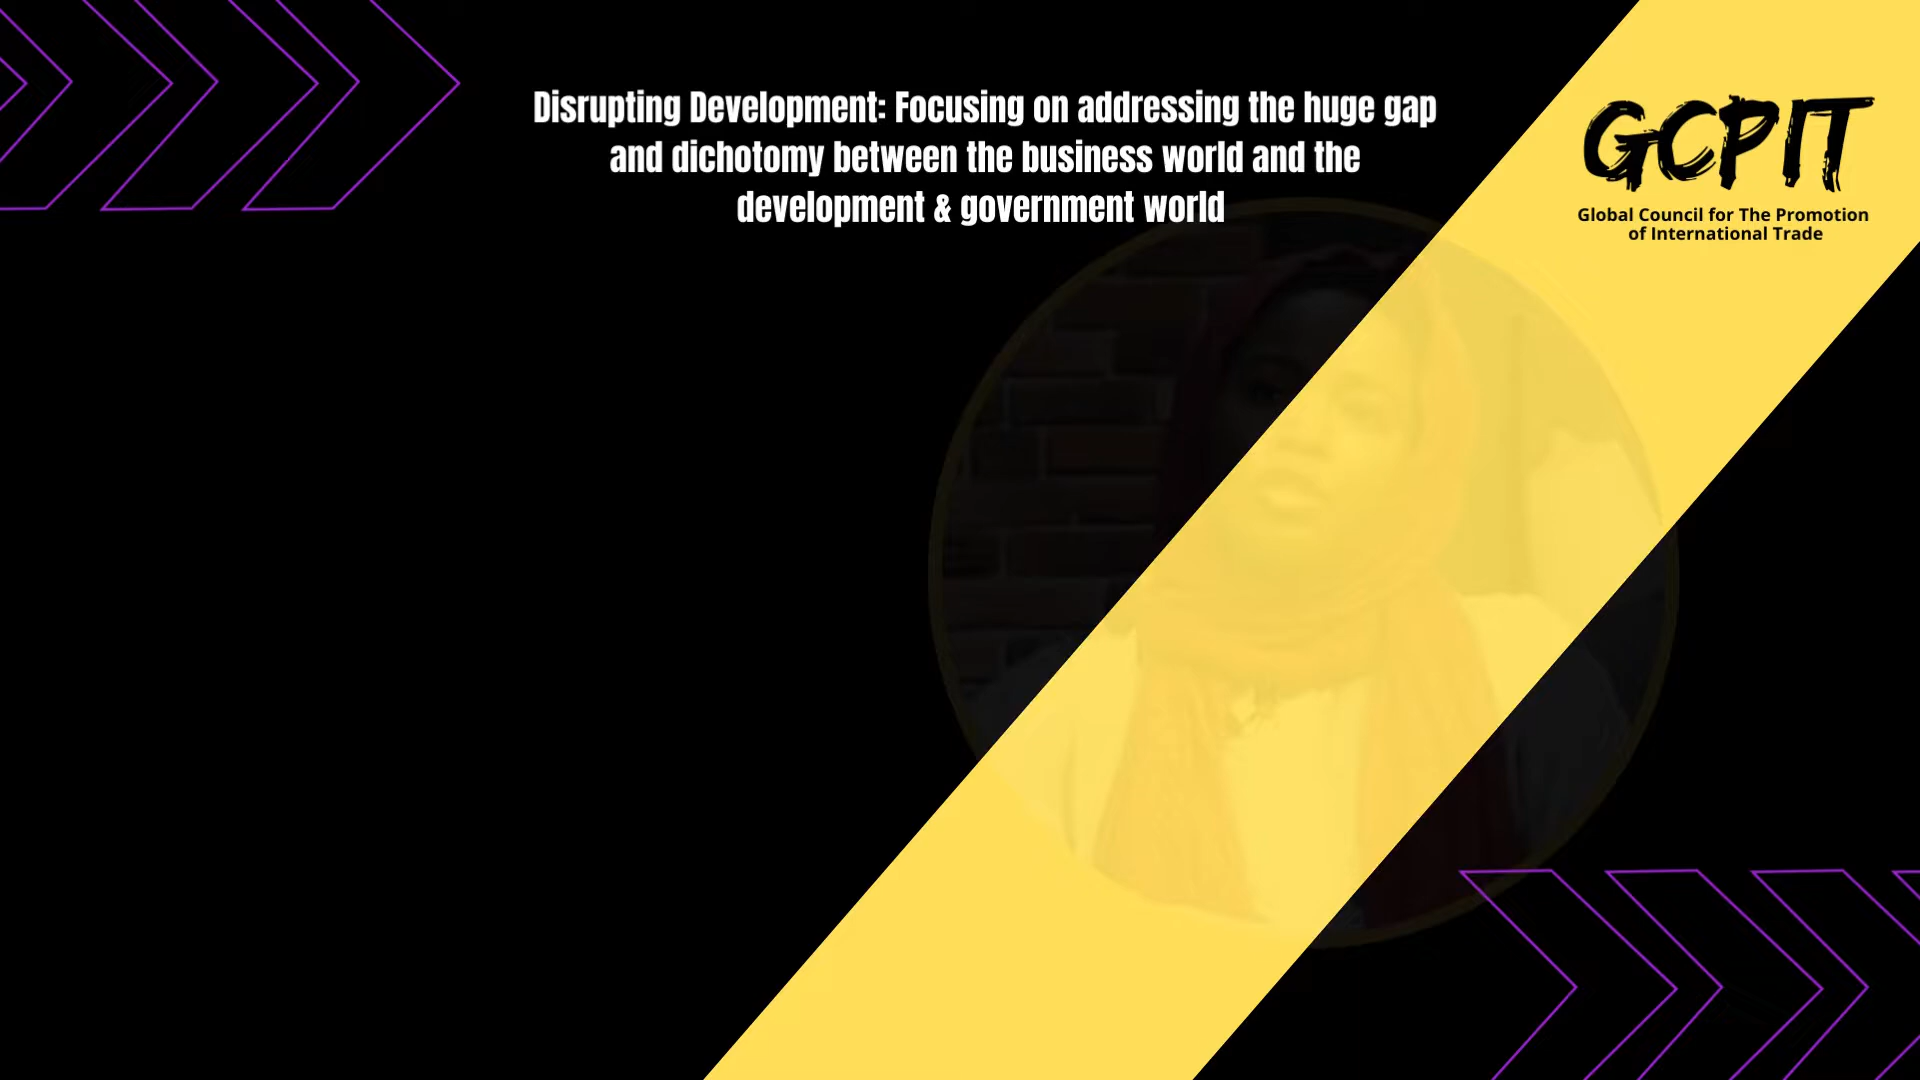 Disrupting Development: Focusing on addressing the huge gap
and dichotomy between the business world and the
development & government world
GCPIT
Global Council for The Promotion
of International Trade